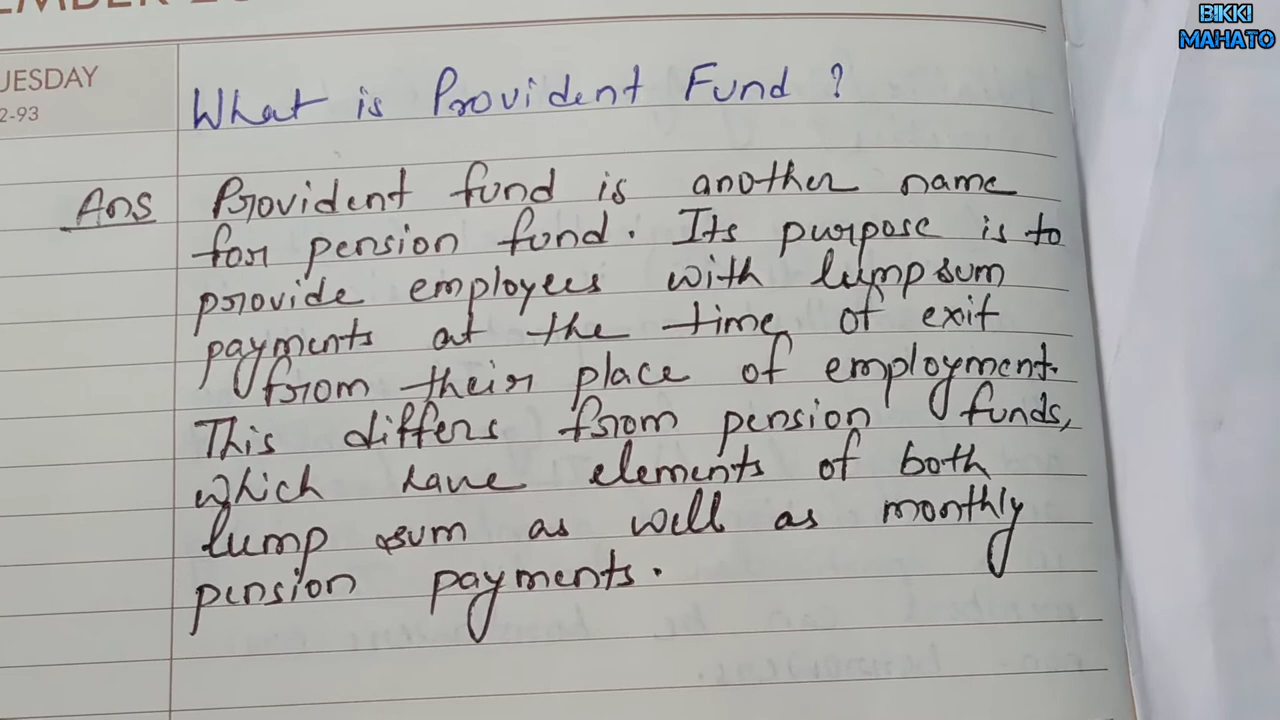 BIKKI
MAHATO
UESDAY
2-93
What is Provident Fund ?
Ans Provident fund is another name
for pension fund. Its purpose is to
provide employees with lump sum
payments at the time of exit
from their place of employment.
This differs from pension funds,
which have elements of both
lump sum as well as monthly
pension payments.